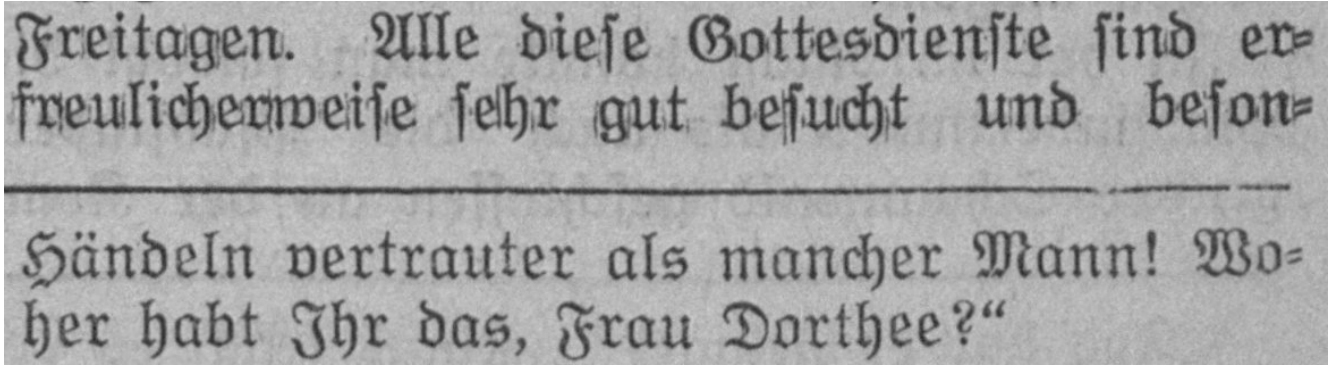 Freitagen. Alle dieſe Gottesdienſte ſind er⸗
freulicherweiſe ſehr gut beſucht und beſon⸗
Händeln vertrauter als mancher Mann! Wo⸗
her habt Ihr das, Frau Dorthee?“